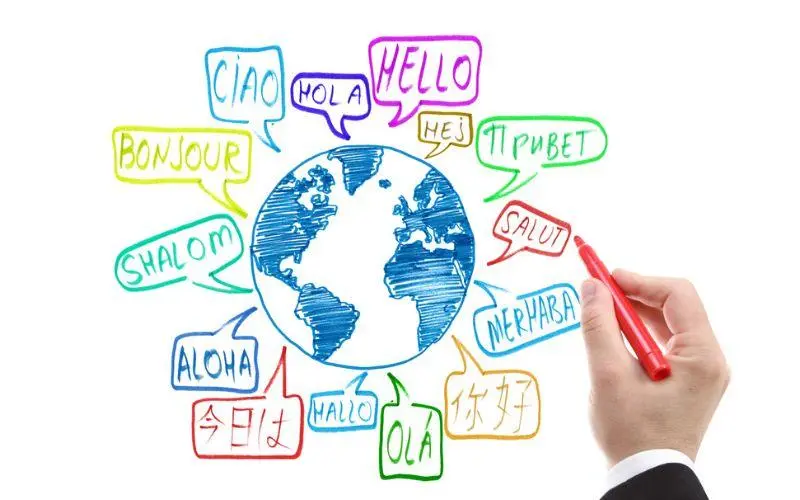 CiAO
HOLA
HELLO
HEJ
ПРИВЕТ
BONJOUR
SALUT
SHALOM
MERHABA
ALOHA
今日は
HALLO
OLÁ
你好